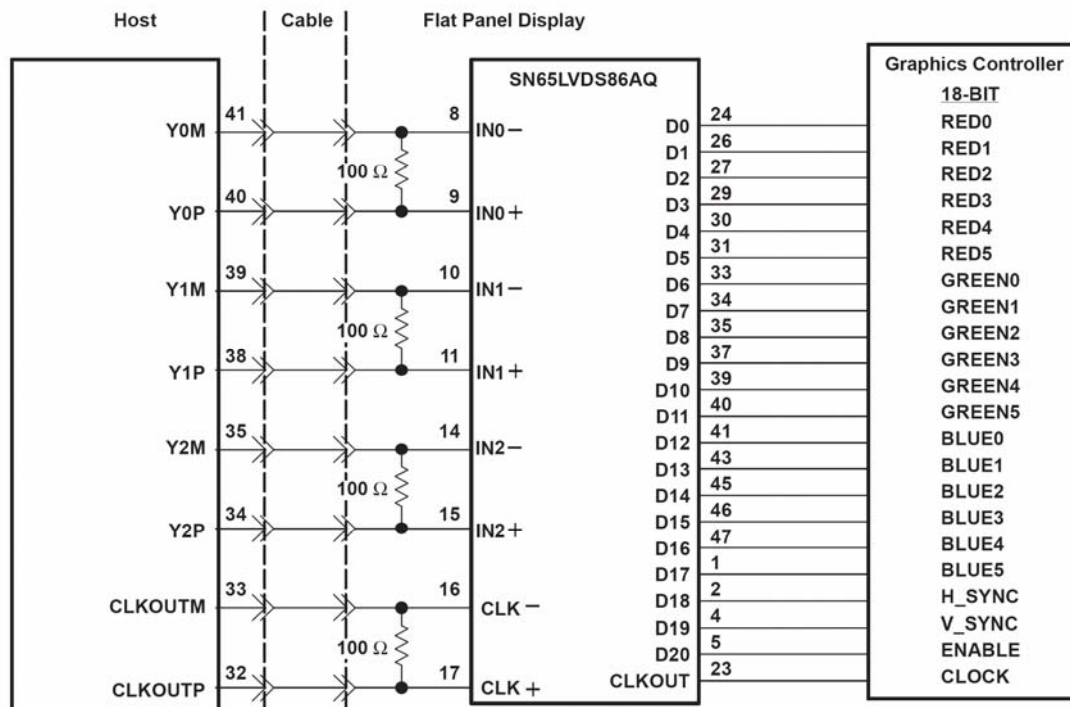 Host Cable Flat Panel Display
SN65LVDS86AQ
Graphics Controller
18-BIT
Y0M 41 8 IN0−
100 Ω
Y0P 40 9 IN0+
Y1M 39 10 IN1−
100 Ω
Y1P 38 11 IN1+
Y2M 35 14 IN2−
100 Ω
Y2P 34 15 IN2+
CLKOUTM 33 16 CLK−
100 Ω
CLKOUTP 32 17 CLK+
D0 24 RED0
D1 26 RED1
D2 27 RED2
D3 29 RED3
D4 30 RED4
D5 31 RED5
D6 33 GREEN0
D7 34 GREEN1
D8 35 GREEN2
D9 37 GREEN3
D10 39 GREEN4
D11 40 GREEN5
D12 41 BLUE0
D13 43 BLUE1
D14 45 BLUE2
D15 46 BLUE3
D16 47 BLUE4
D17 1 BLUE5
D18 2 H_SYNC
D19 4 V_SYNC
D20 5 ENABLE
CLKOUT 23 CLOCK